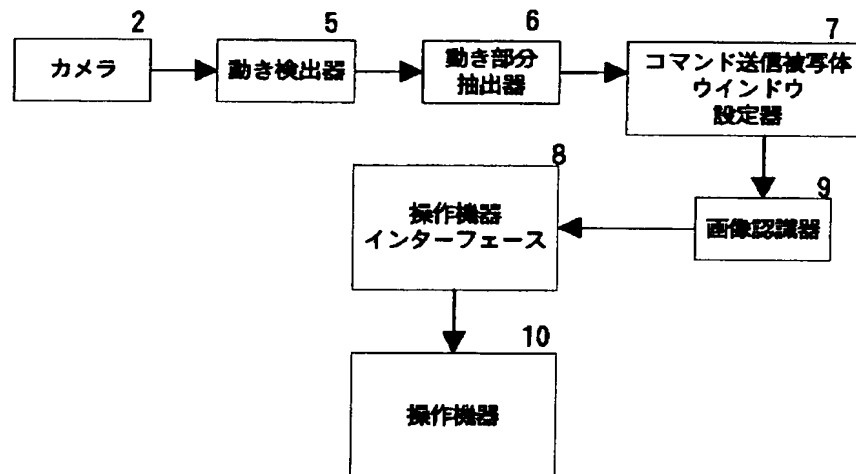 2
カメラ
5
動き検出器
6
動き部分
抽出器
7
コマンド送信被写体
ウインドウ
設定器
8
操作機器
インターフェース
9
画像認識器
10
操作機器